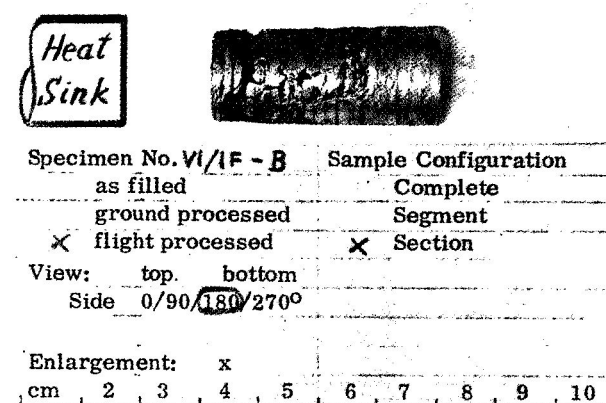 Heat
Sink
Specimen No. VI/1F - B Sample Configuration
as filled Complete
ground processed Segment
x flight processed x Section
View: top. bottom
Side 0/90/180/270°
Enlargement: x
cm 2 3 4 5 6 7 8 9 10